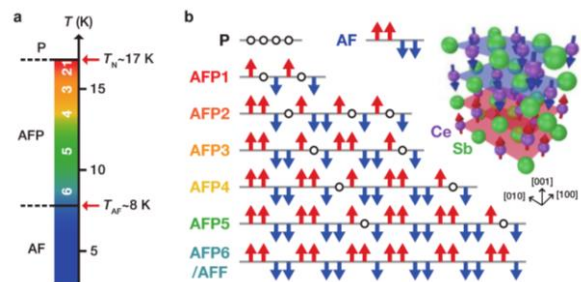 a
T (K)
P
T_N~17 K
1
2
3
4
5
6
15
10
5
AFP
T_AF~8 K
AF
b
P
AF
AFP1
AFP2
AFP3
AFP4
AFP5
AFP6
/AFF
Ce
Sb
[001]
[010]
[100]